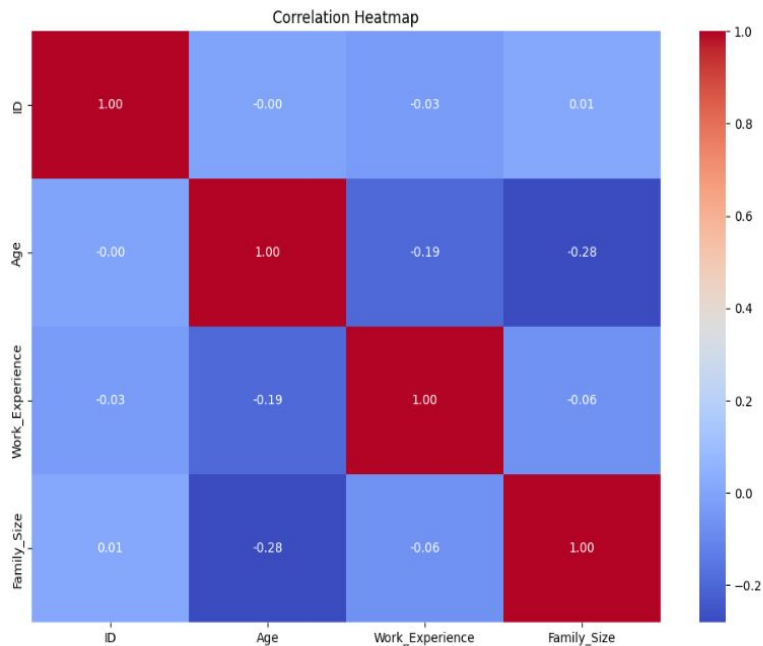 Correlation Heatmap
ID 1.00 -0.00 -0.03 0.01
Age -0.00 1.00 -0.19 -0.28
Work_Experience -0.03 -0.19 1.00 -0.06
Family_Size 0.01 -0.28 -0.06 1.00
ID Age Work_Experience Family_Size
1.0
0.8
0.6
0.4
0.2
0.0
−0.2